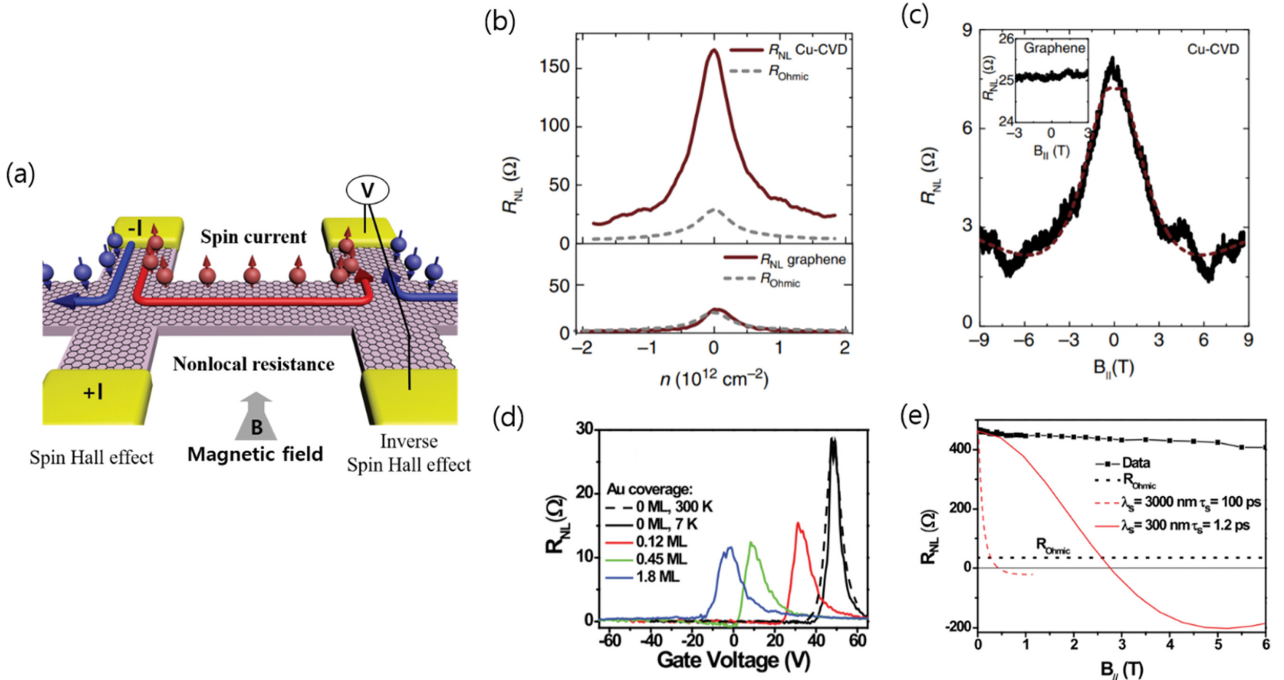 (a)
-I
V
Spin current
Nonlocal resistance
+I
B
Spin Hall effect
Magnetic field
Inverse
Spin Hall effect
(b)
R_NL Cu-CVD
R_Ohmic
150
100
50
0
R_NL (Ω)
R_NL graphene
R_Ohmic
50
0
−2 −1 0 1 2
n (10¹² cm⁻²)
(c)
Graphene
Cu-CVD
26
25
24
R_NL (Ω)
−3 0 3
B_|| (T)
9
6
3
0
R_NL (Ω)
−9 −6 −3 0 3 6 9
B_||(T)
(d)
30
20
10
0
R_NL(Ω)
Au coverage:
0 ML, 300 K
0 ML, 7 K
0.12 ML
0.45 ML
1.8 ML
-60 -40 -20 0 20 40 60
Gate Voltage (V)
(e)
400
200
0
-200
R_NL (Ω)
Data
R_Ohmic
λ_s= 3000 nm τ_s= 100 ps
λ_s= 300 nm τ_s= 1.2 ps
R_Ohmic
0 1 2 3 4 5 6
B_|| (T)